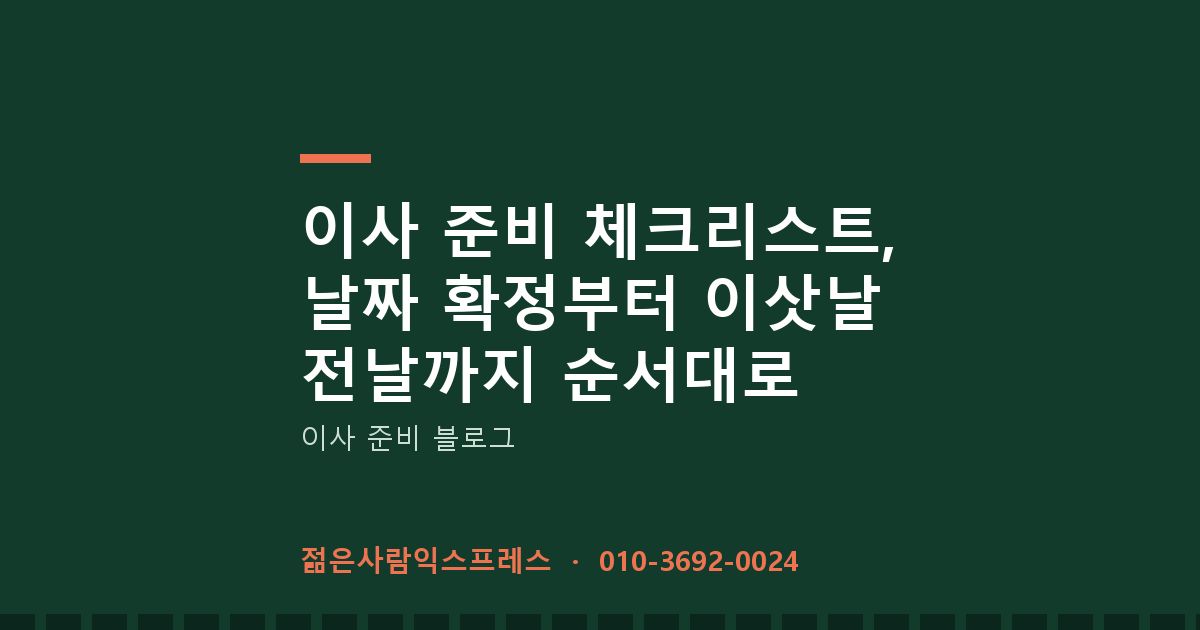 이사 준비 체크리스트,
날짜 확정부터 이삿날
전날까지 순서대로
이사 준비 블로그
젊은사람익스프레스 · 010-3692-0024